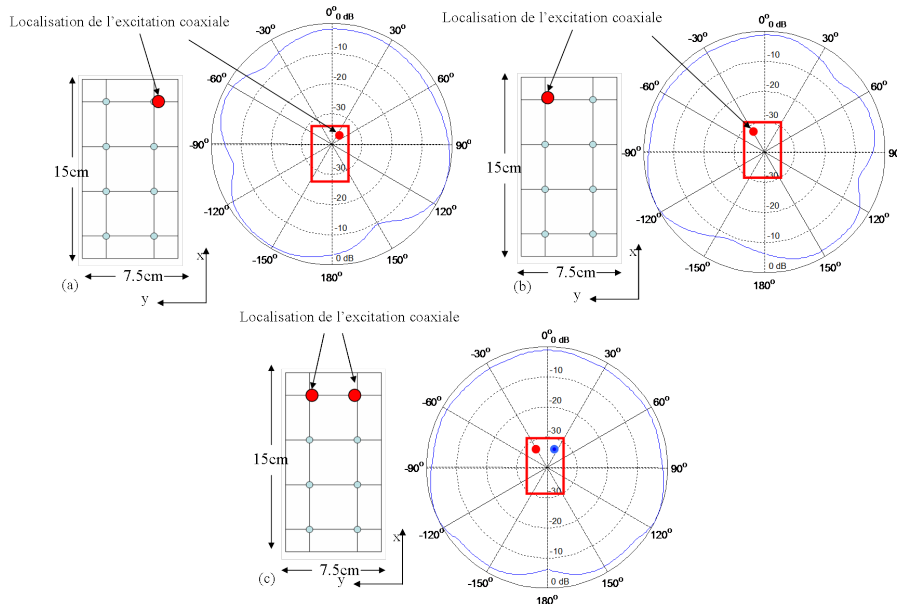 Localisation de l'excitation coaxiale
15cm
7.5cm
(a)
x
y
0° 0 dB
30°
60°
90°
120°
150°
180°
-150°
-120°
-90°
-60°
-30°
-10
-20
-30
-30
-20
-10
0 dB
Localisation de l'excitation coaxiale
15cm
7.5cm
(b)
x
y
0° 0 dB
30°
60°
90
120°
150°
180°
-150°
-120°
-90°
-60°
-30°
-10
-20
-30
-30
-20
-10
0 dB
Localisation de l'excitation coaxiale
15cm
7.5cm
(c)
x
y
0° 0 dB
30°
60°
90°
120°
150°
180°
-150°
-120°
-90°
-60°
-30°
-10
-20
-30
-30
-20
-10
0 dB